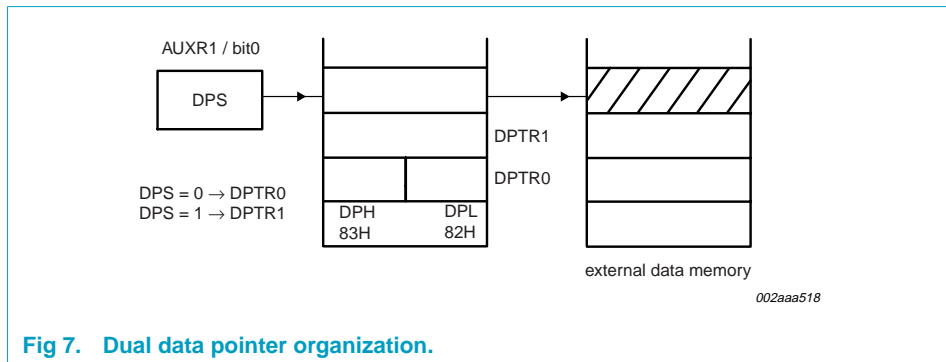 AUXR1 / bit0
DPS
DPTR1
DPTR0
DPS = 0 → DPTR0
DPS = 1 → DPTR1
DPH DPL
83H 82H
external data memory
002aaa518
Fig 7. Dual data pointer organization.